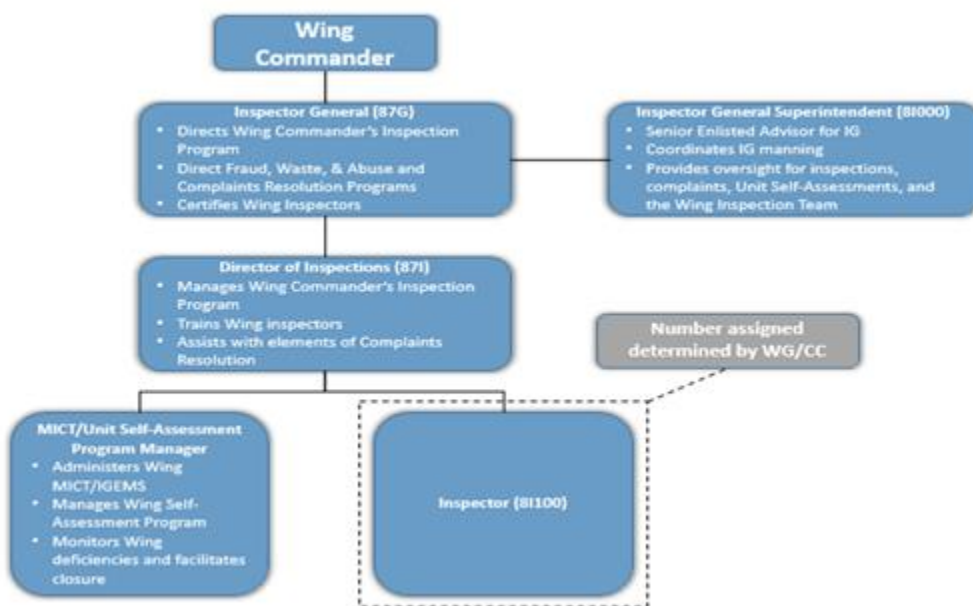 Wing
Commander
Inspector General (87G)
• Directs Wing Commander's Inspection
Program
• Direct Fraud, Waste, & Abuse and
Complaints Resolution Programs
• Certifies Wing Inspectors
Inspector General Superintendent (8I000)
• Senior Enlisted Advisor for IG
• Coordinates IG manning
• Provides oversight for inspections,
complaints, Unit Self-Assessments, and
the Wing Inspection Team
Director of Inspections (87I)
• Manages Wing Commander's Inspection
Program
• Trains Wing inspectors
• Assists with elements of Complaints
Resolution
Number assigned
determined by WG/CC
MICT/Unit Self-Assessment
Program Manager
• Administers Wing
MICT/IGEMS
• Manages Wing Self-
Assessment Program
• Monitors Wing
deficiencies and facilitates
closure
Inspector (8I100)